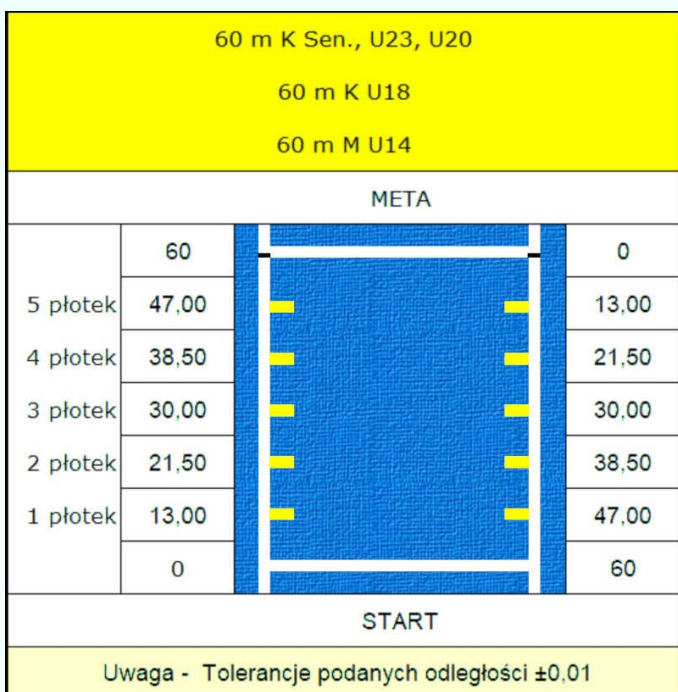 60 m K Sen., U23, U20
60 m K U18
60 m M U14
META
60 0
5 płotek 47,00 13,00
4 płotek 38,50 21,50
3 płotek 30,00 30,00
2 płotek 21,50 38,50
1 płotek 13,00 47,00
0 60
START
Uwaga - Tolerancje podanych odległości ±0,01